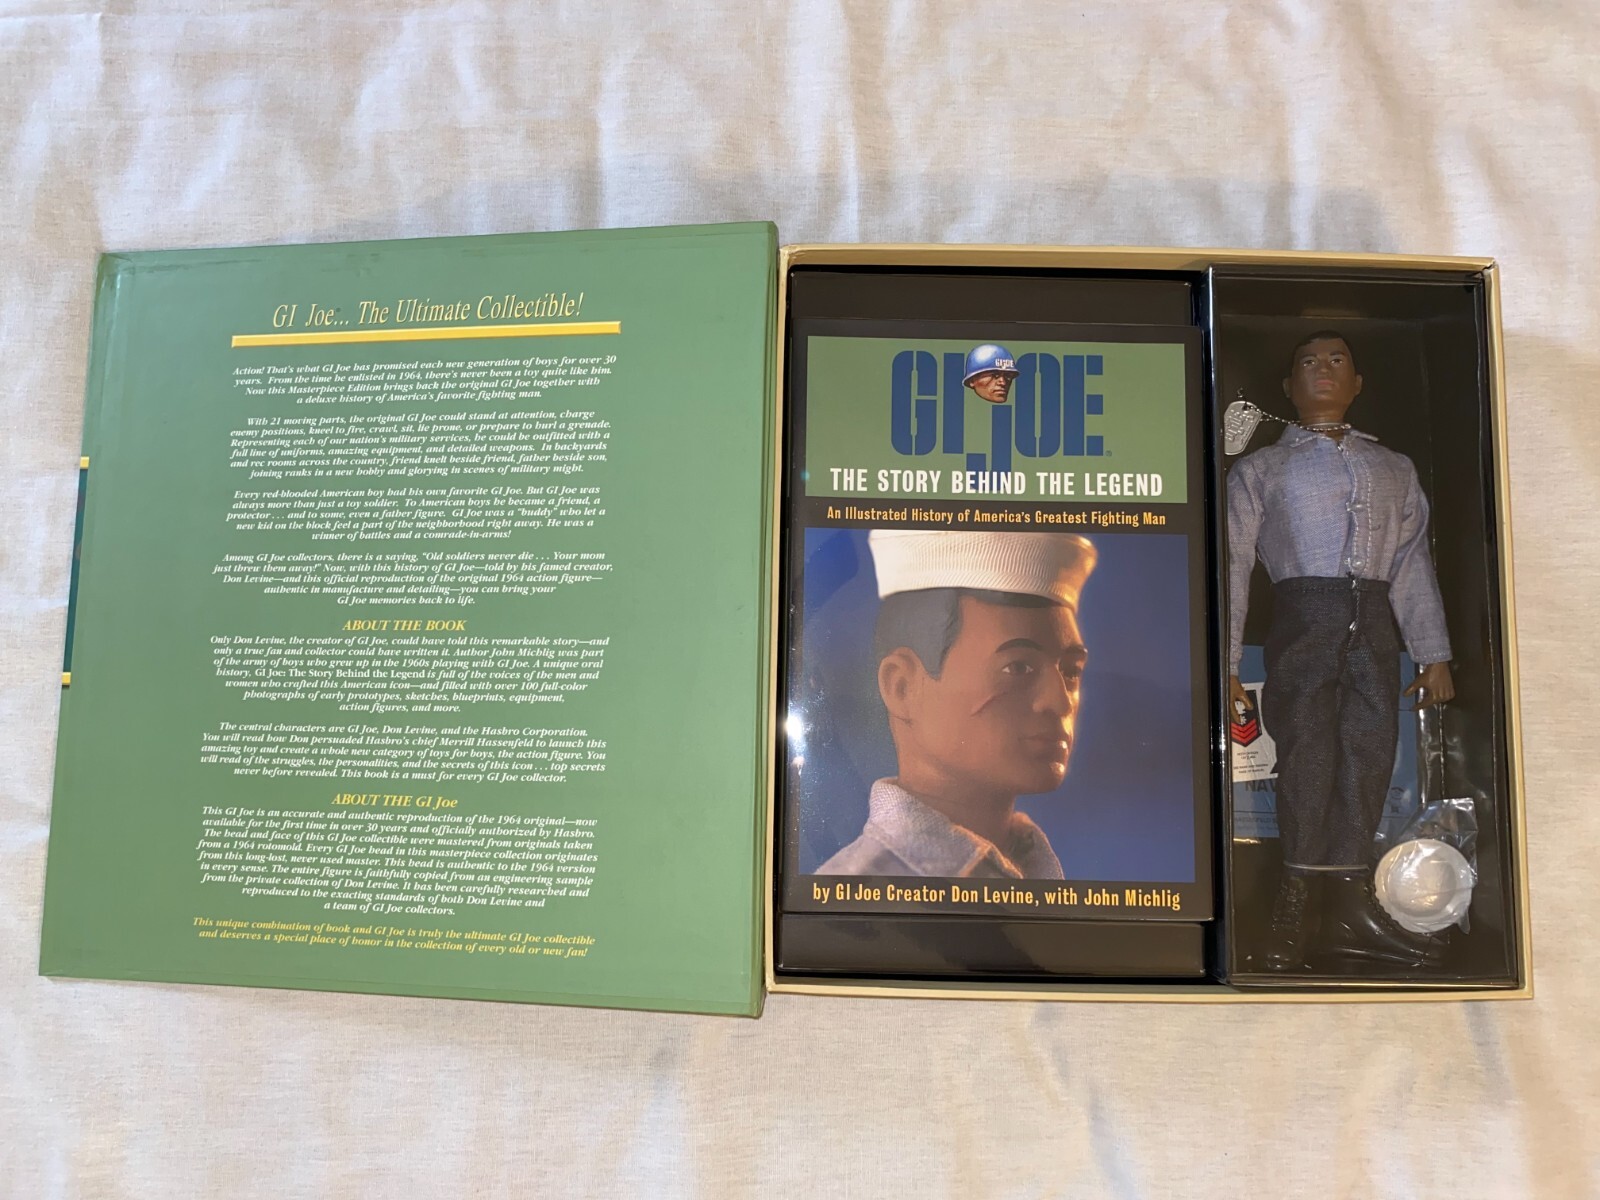 GI Joe... The Ultimate Collectible!
Action! That's what GI Joe has promised each new generation of boys for over 30
years. From the time he enlisted in 1964, there's never been a toy quite like him.
Now this Masterpiece Edition brings back the original GI Joe together with
a deluxe history of America's favorite fighting man.
With 21 moving parts, the original GI Joe could stand at attention, charge
enemy positions, kneel to fire, crawl, sit, lie prone, or prepare to hurl a grenade.
Representing each of our nation's military services, he could be outfitted with a
full line of uniforms, amazing equipment, and detailed weapons. In backyards
and rec rooms across the country, friend knelt beside friend, father beside son,
joining ranks in a new hobby and glorying in scenes of military might.
Every red-blooded American boy had his own favorite GI Joe. But GI Joe was
always more than just a toy soldier. To American boys he became a friend, a
protector . . . and to some, even a father figure. GI Joe was a "buddy" who let a
new kid on the block feel a part of the neighborhood right away. He was a
winner of battles and a comrade-in-arms!
Among GI Joe collectors, there is a saying, "Old soldiers never die . . . Your mom
just threw them away!" Now, with this history of GI Joe—told by his famed creator,
Don Levine—and this official reproduction of the original 1964 action figure—
authentic in manufacture and detailing—you can bring your
GI Joe memories back to life.
ABOUT THE BOOK
Only Don Levine, the creator of GI Joe, could have told this remarkable story—and
only a true fan and collector could have written it. Author John Michlig was part
of the army of boys who grew up in the 1960s playing with GI Joe. A unique oral
history, GI Joe: The Story Behind the Legend is full of the voices of the men and
women who crafted this American icon—and filled with over 100 full-color
photographs of early prototypes, sketches, blueprints, equipment,
action figures, and more.
The central characters are GI Joe, Don Levine, and the Hasbro Corporation.
You will read how Don persuaded Hasbro's chief Merrill Hassenfeld to launch this
amazing toy and create a whole new category of toys for boys, the action figure. You
will read of the struggles, the personalities, and the secrets of this icon . . . top secrets
never before revealed. This book is a must for every GI Joe collector.
ABOUT THE GI Joe
This GI Joe is an accurate and authentic reproduction of the 1964 original—now
available for the first time in over 30 years and officially authorized by Hasbro.
The head and face of this GI Joe collectible were mastered from originals taken
from a 1964 rotomold. Every GI Joe head in this masterpiece collection originates
from this long-lost, never used master. This head is authentic to the 1964 version
in every sense. The entire figure is faithfully copied from an engineering sample
from the private collection of Don Levine. It has been carefully researched and
reproduced to the exacting standards of both Don Levine and
a team of GI Joe collectors.
This unique combination of book and GI Joe is truly the ultimate GI Joe collectible
and deserves a special place of honor in the collection of every old or new fan!
GI JOE
THE STORY BEHIND THE LEGEND
An Illustrated History of America's Greatest Fighting Man
by GI Joe Creator Don Levine, with John Michlig